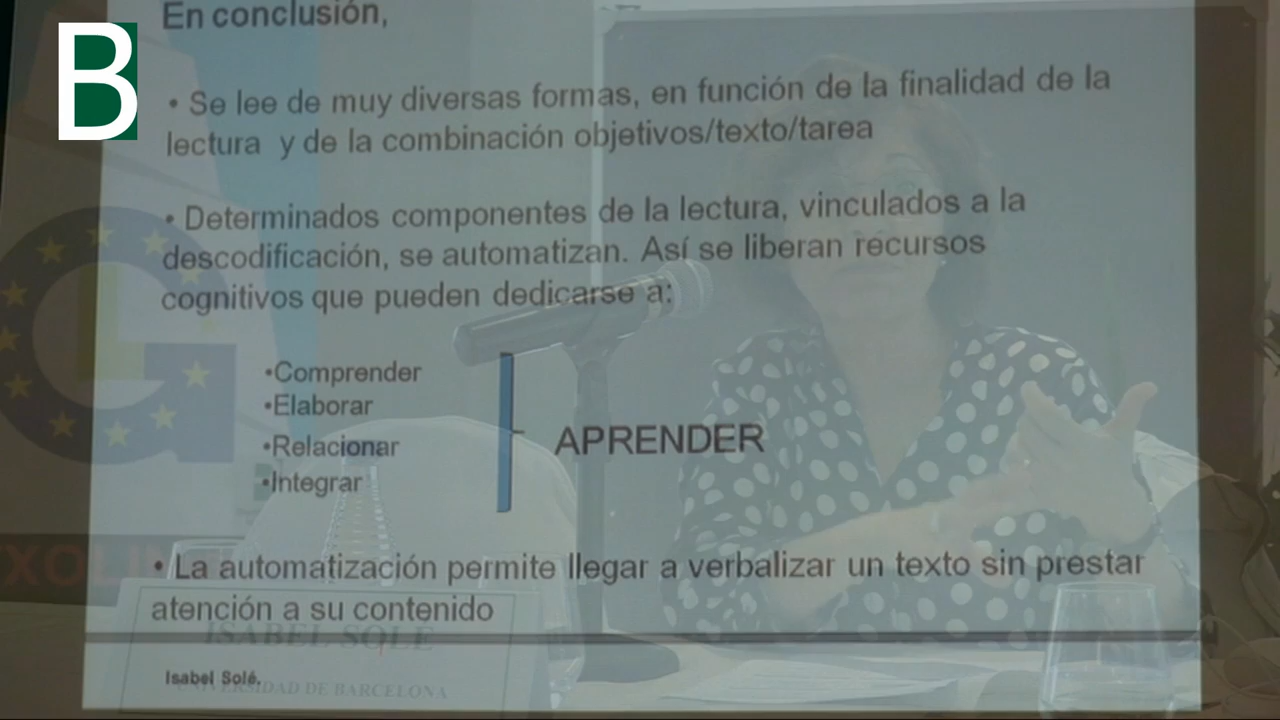 B
En conclusión,
• Se lee de muy diversas formas, en función de la finalidad de la
lectura y de la combinación objetivos/texto/tarea
• Determinados componentes de la lectura, vinculados a la
descodificación, se automatizan. Así se liberan recursos
cognitivos que pueden dedicarse a:
•Comprender
•Elaborar
•Relacionar
•Integrar
APRENDER
• La automatización permite llegar a verbalizar un texto sin prestar
atención a su contenido
ISABEL SOLÉ
Isabel Solé.
UNIVERSIDAD DE BARCELONA